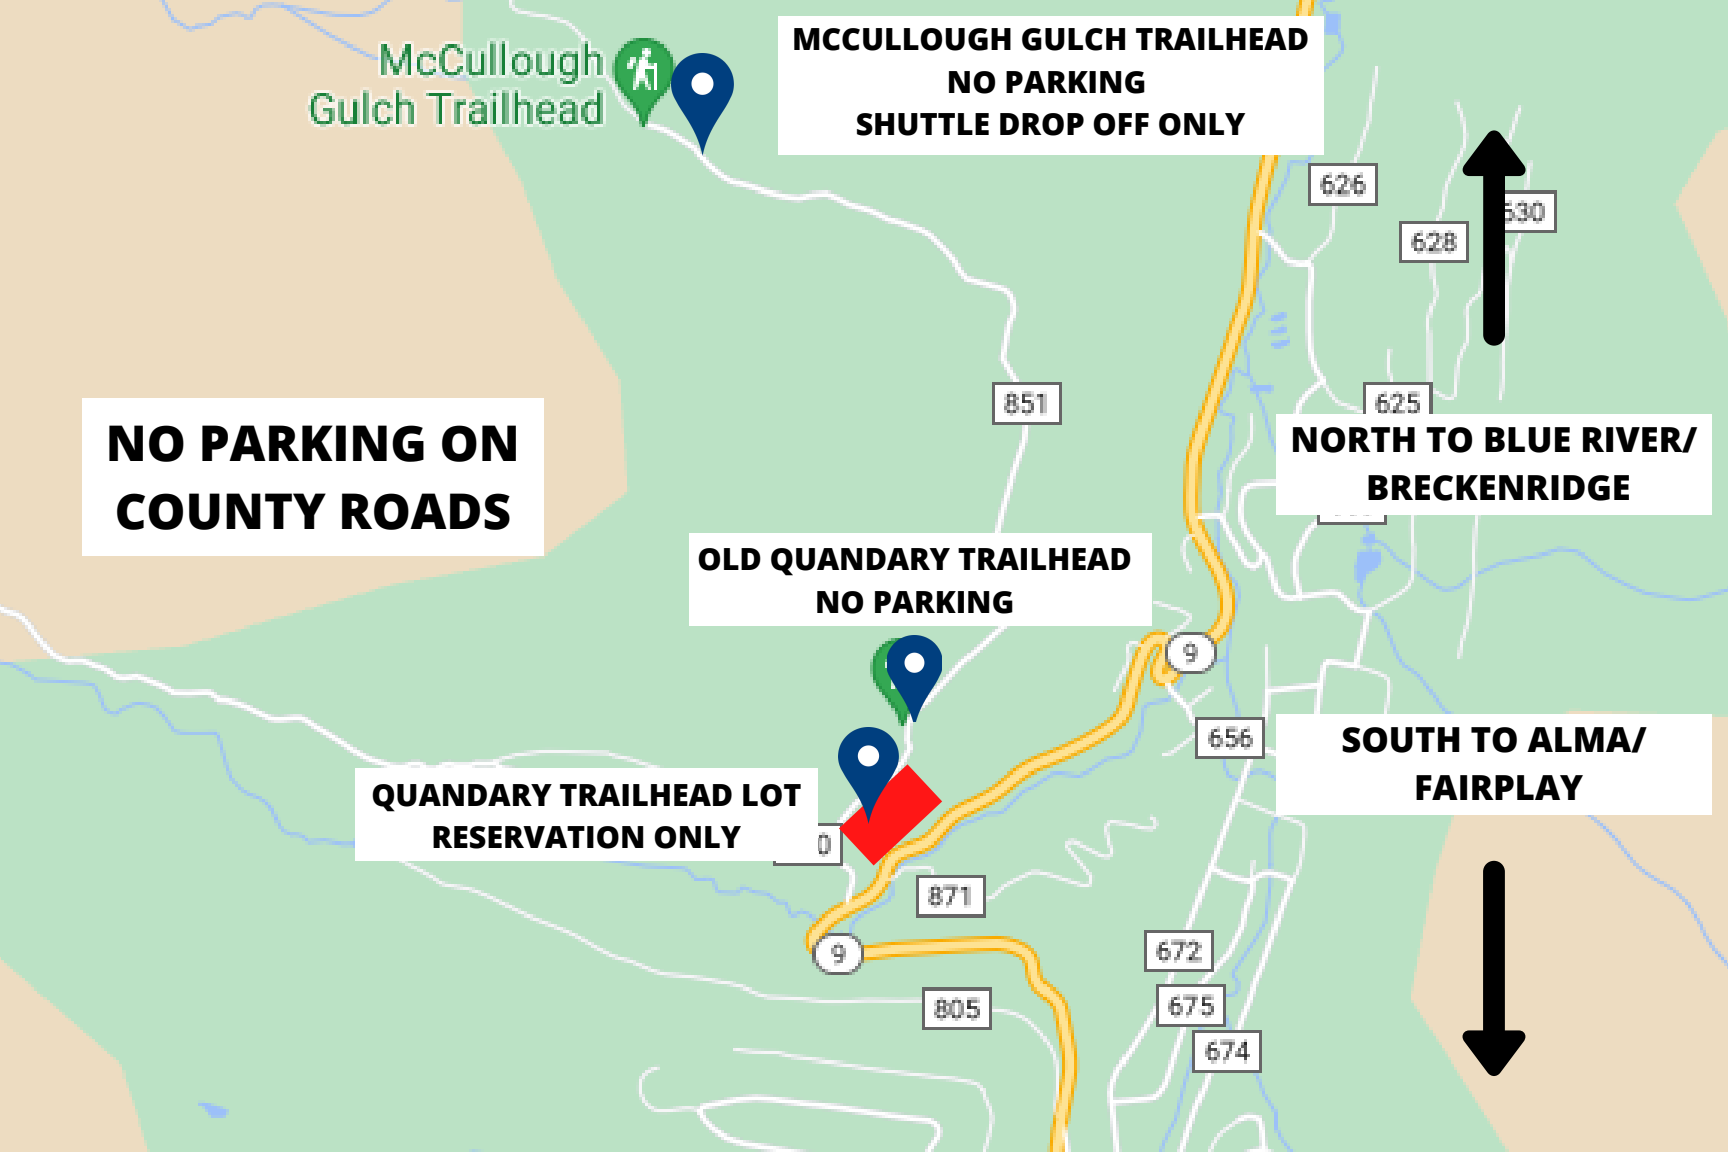 McCullough
Gulch Trailhead
MCCULLOUGH GULCH TRAILHEAD
NO PARKING
SHUTTLE DROP OFF ONLY
626
628
630
851
625
NO PARKING ON
COUNTY ROADS
NORTH TO BLUE RIVER/
BRECKENRIDGE
OLD QUANDARY TRAILHEAD
NO PARKING
9
656
SOUTH TO ALMA/
FAIRPLAY
QUANDARY TRAILHEAD LOT
RESERVATION ONLY
871
9
672
805
675
674